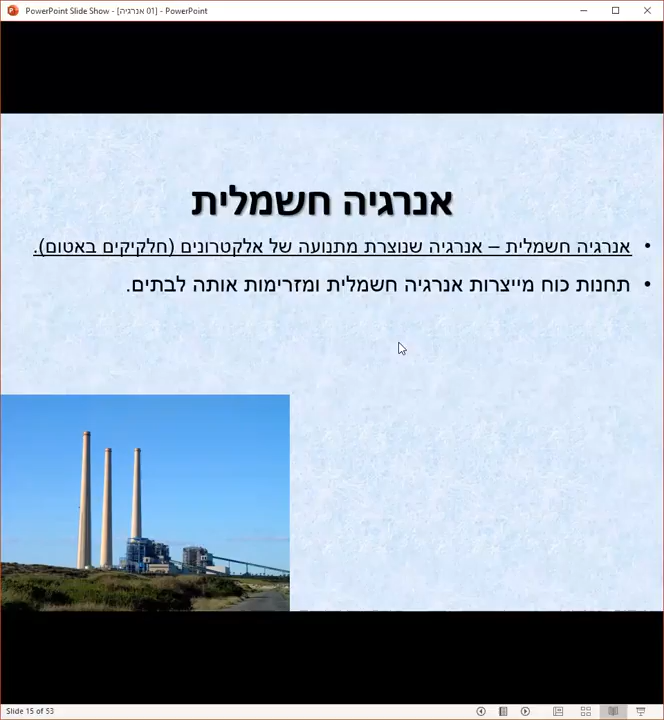 PowerPoint Slide Show - [01 אנרגיה] - PowerPoint
אנרגיה חשמלית
• אנרגיה חשמלית – אנרגיה שנוצרת מתנועה של אלקטרונים (חלקיקים באטום).
• תחנות כוח מייצרות אנרגיה חשמלית ומזרימות אותה לבתים.
Slide 15 of 53